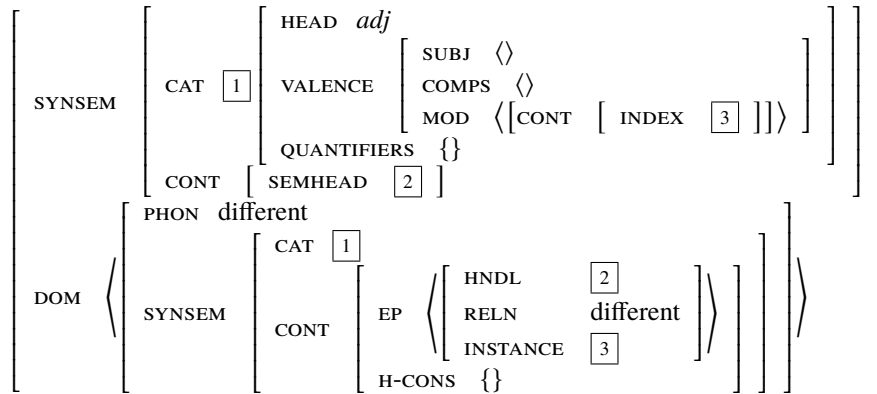 HEAD adj
SUBJ ⟨⟩
CAT 1 VALENCE COMPS ⟨⟩
SYNSEM MOD ⟨[CONT [ INDEX 3 ]]⟩
QUANTIFIERS {}
CONT [ SEMHEAD 2 ]
PHON different
CAT 1
HNDL 2
DOM ⟨ SYNSEM CONT EP ⟨ RELN different ⟩ ⟩
INSTANCE 3
H-CONS {}